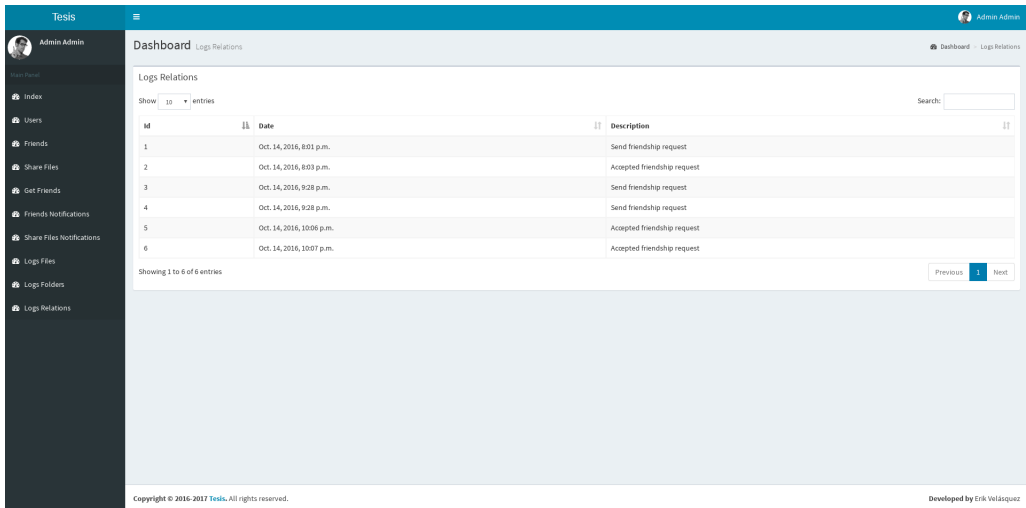 Tesis
Admin Admin
Admin Admin
Main Panel
Index
Users
Friends
Share Files
Get Friends
Friends Notifications
Share Files Notifications
Logs Files
Logs Folders
Logs Relations
Dashboard Logs Relations
Dashboard > Logs Relations
Logs Relations
Show 10 entries
Search:
Id Date Description
1 Oct. 14, 2016, 8:01 p.m. Send friendship request
2 Oct. 14, 2016, 8:03 p.m. Accepted friendship request
3 Oct. 14, 2016, 9:28 p.m. Send friendship request
4 Oct. 14, 2016, 9:28 p.m. Send friendship request
5 Oct. 14, 2016, 10:06 p.m. Accepted friendship request
6 Oct. 14, 2016, 10:07 p.m. Accepted friendship request
Showing 1 to 6 of 6 entries
Previous 1 Next
Copyright © 2016-2017 Tesis. All rights reserved.
Developed by Erik Velásquez